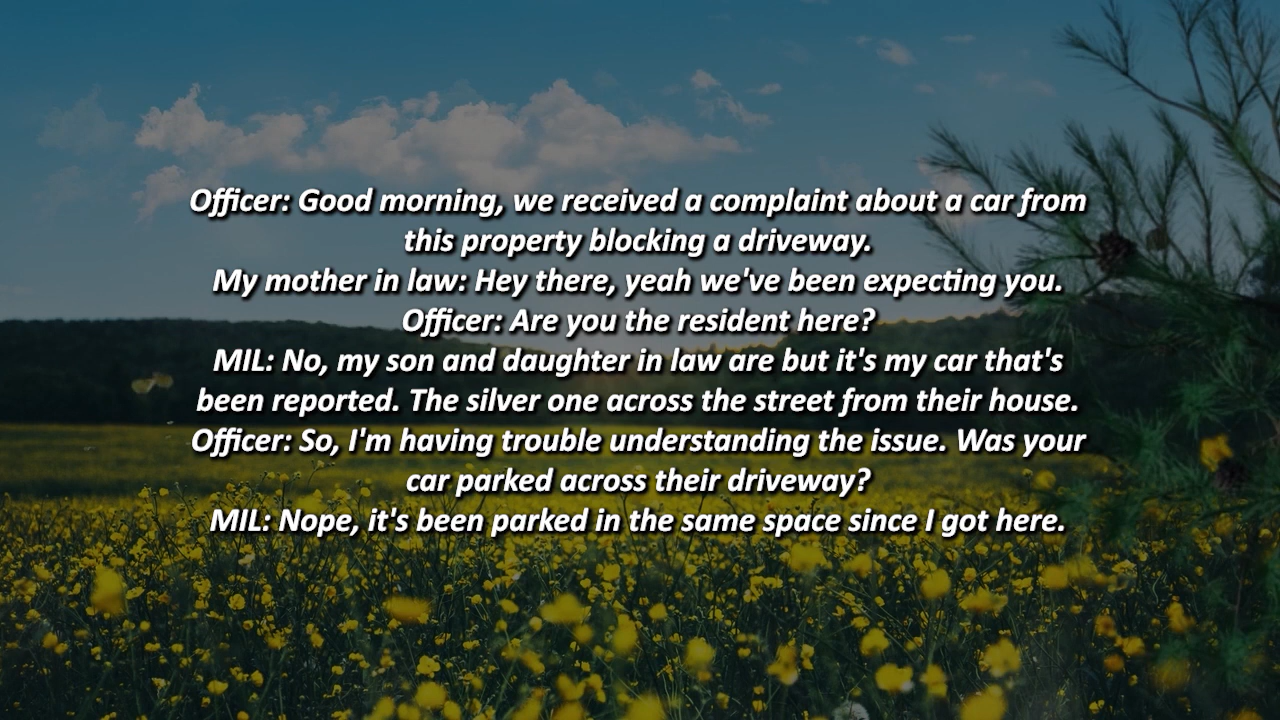 Officer: Good morning, we received a complaint about a car from
this property blocking a driveway.
My mother in law: Hey there, yeah we've been expecting you.
Officer: Are you the resident here?
MIL: No, my son and daughter in law are but it's my car that's
been reported. The silver one across the street from their house.
Officer: So, I'm having trouble understanding the issue. Was your
car parked across their driveway?
MIL: Nope, it's been parked in the same space since I got here.